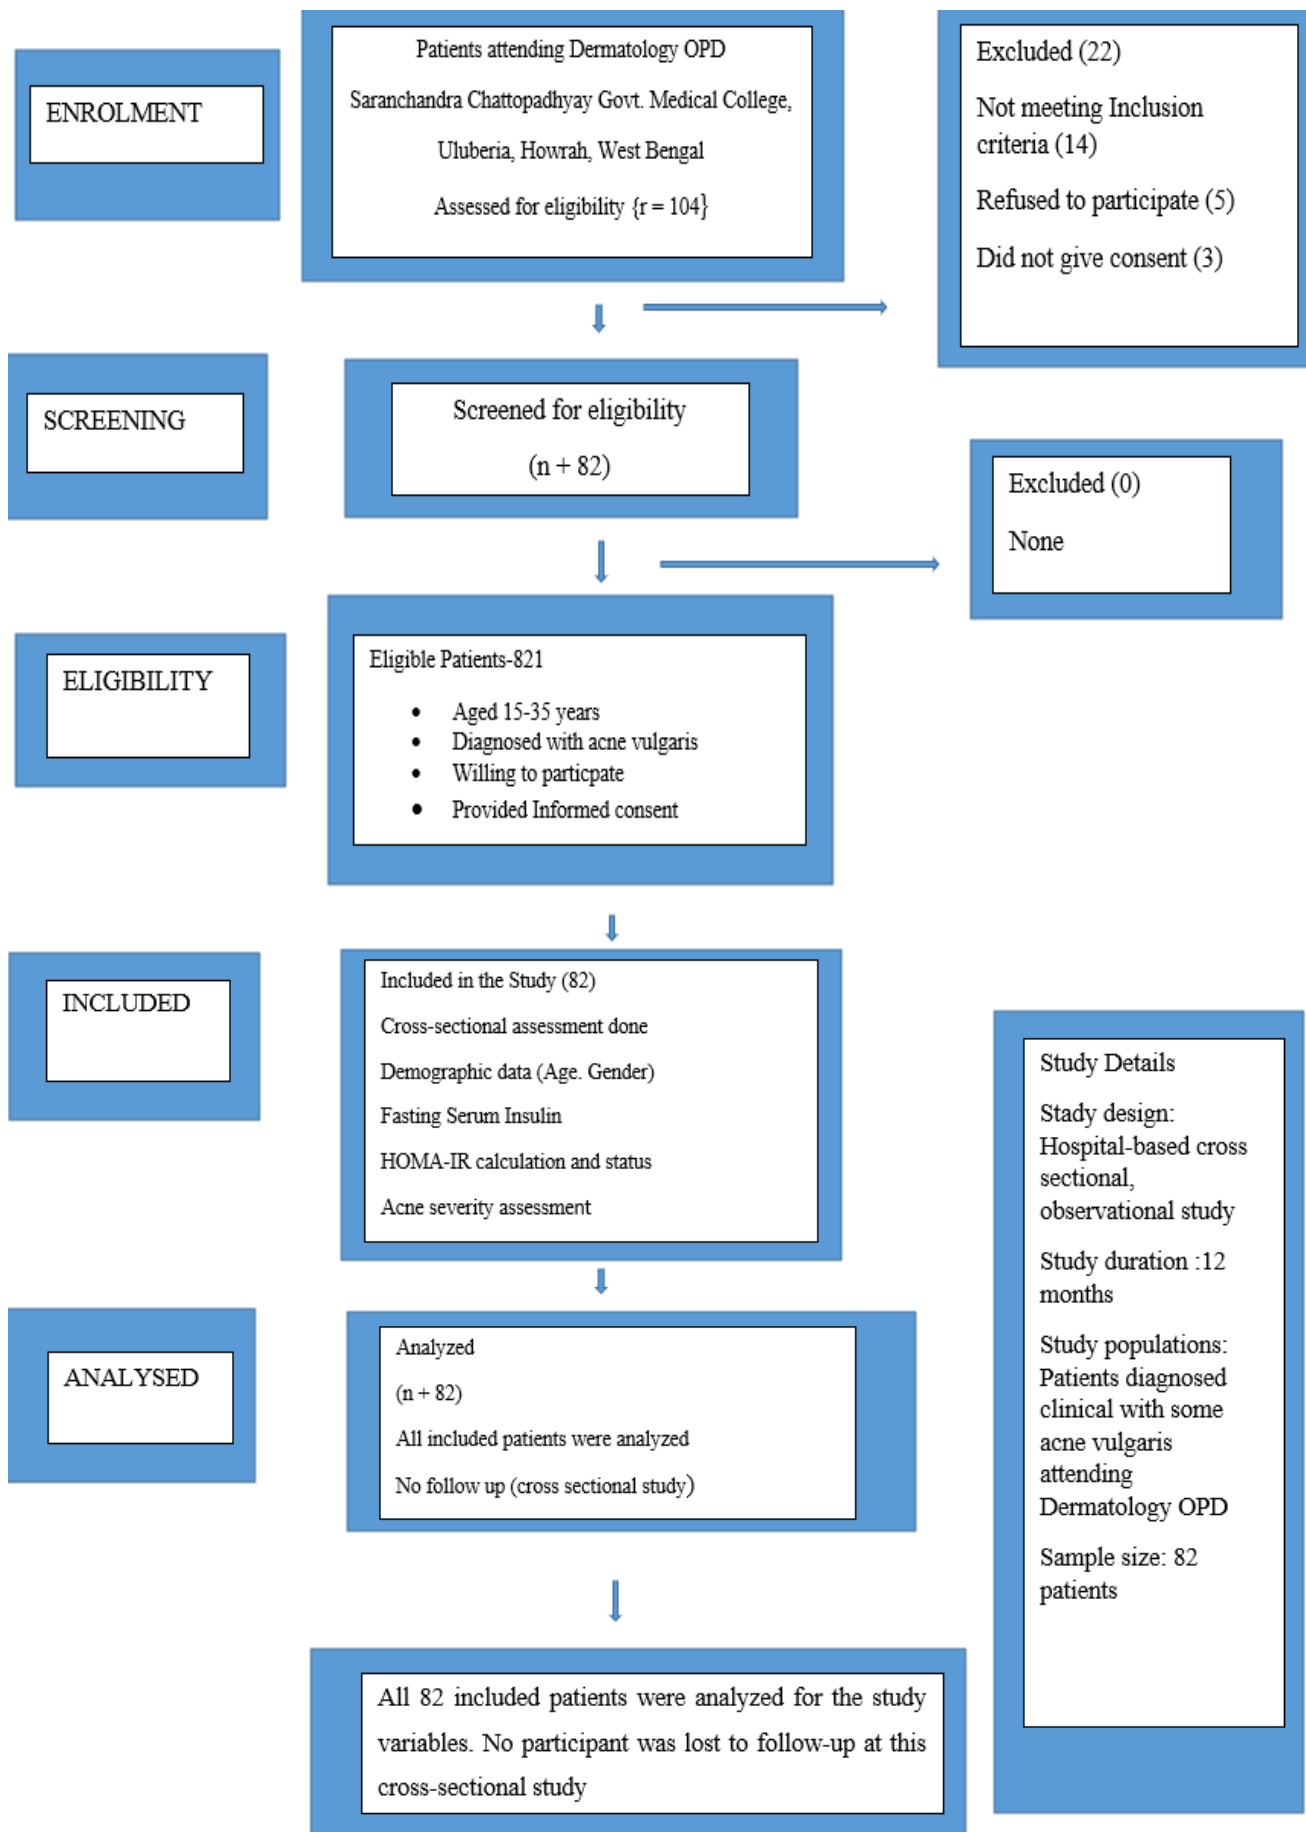 ENROLMENT
Patients attending Dermatology OPD
Saranchandra Chattopadhyay Govt. Medical College,
Uluberia, Howrah, West Bengal
Assessed for eligibility {r = 104}
Excluded (22)
Not meeting Inclusion
criteria (14)
Refused to participate (5)
Did not give consent (3)
SCREENING
Screened for eligibility
(n + 82)
Excluded (0)
None
ELIGIBILITY
Eligible Patients-821
• Aged 15-35 years
• Diagnosed with acne vulgaris
• Willing to particpate
• Provided Informed consent
INCLUDED
Included in the Study (82)
Cross-sectional assessment done
Demographic data (Age. Gender)
Fasting Serum Insulin
HOMA-IR calculation and status
Acne severity assessment
ANALYSED
Analyzed
(n + 82)
All included patients were analyzed
No follow up (cross sectional study)
All 82 included patients were analyzed for the study
variables. No participant was lost to follow-up at this
cross-sectional study
Study Details
Stady design:
Hospital-based cross
sectional,
observational study
Study duration :12
months
Study populations:
Patients diagnosed
clinical with some
acne vulgaris
attending
Dermatology OPD
Sample size: 82
patients